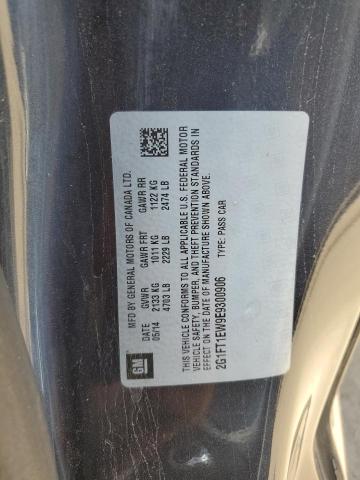 GM
MFD BY GENERAL MOTORS OF CANADA LTD.
DATE GVWR GAWR FRT GAWR RR
05/14 2133 KG 1011 KG 1122 KG
4703 LB 2229 LB 2474 LB
THIS VEHICLE CONFORMS TO ALL APPLICABLE U.S. FEDERAL MOTOR
VEHICLE SAFETY, BUMPER, AND THEFT PREVENTION STANDARDS IN
EFFECT ON THE DATE OF MANUFACTURE SHOWN ABOVE.
2G1FT1EW9E9300906 TYPE: PASS CAR